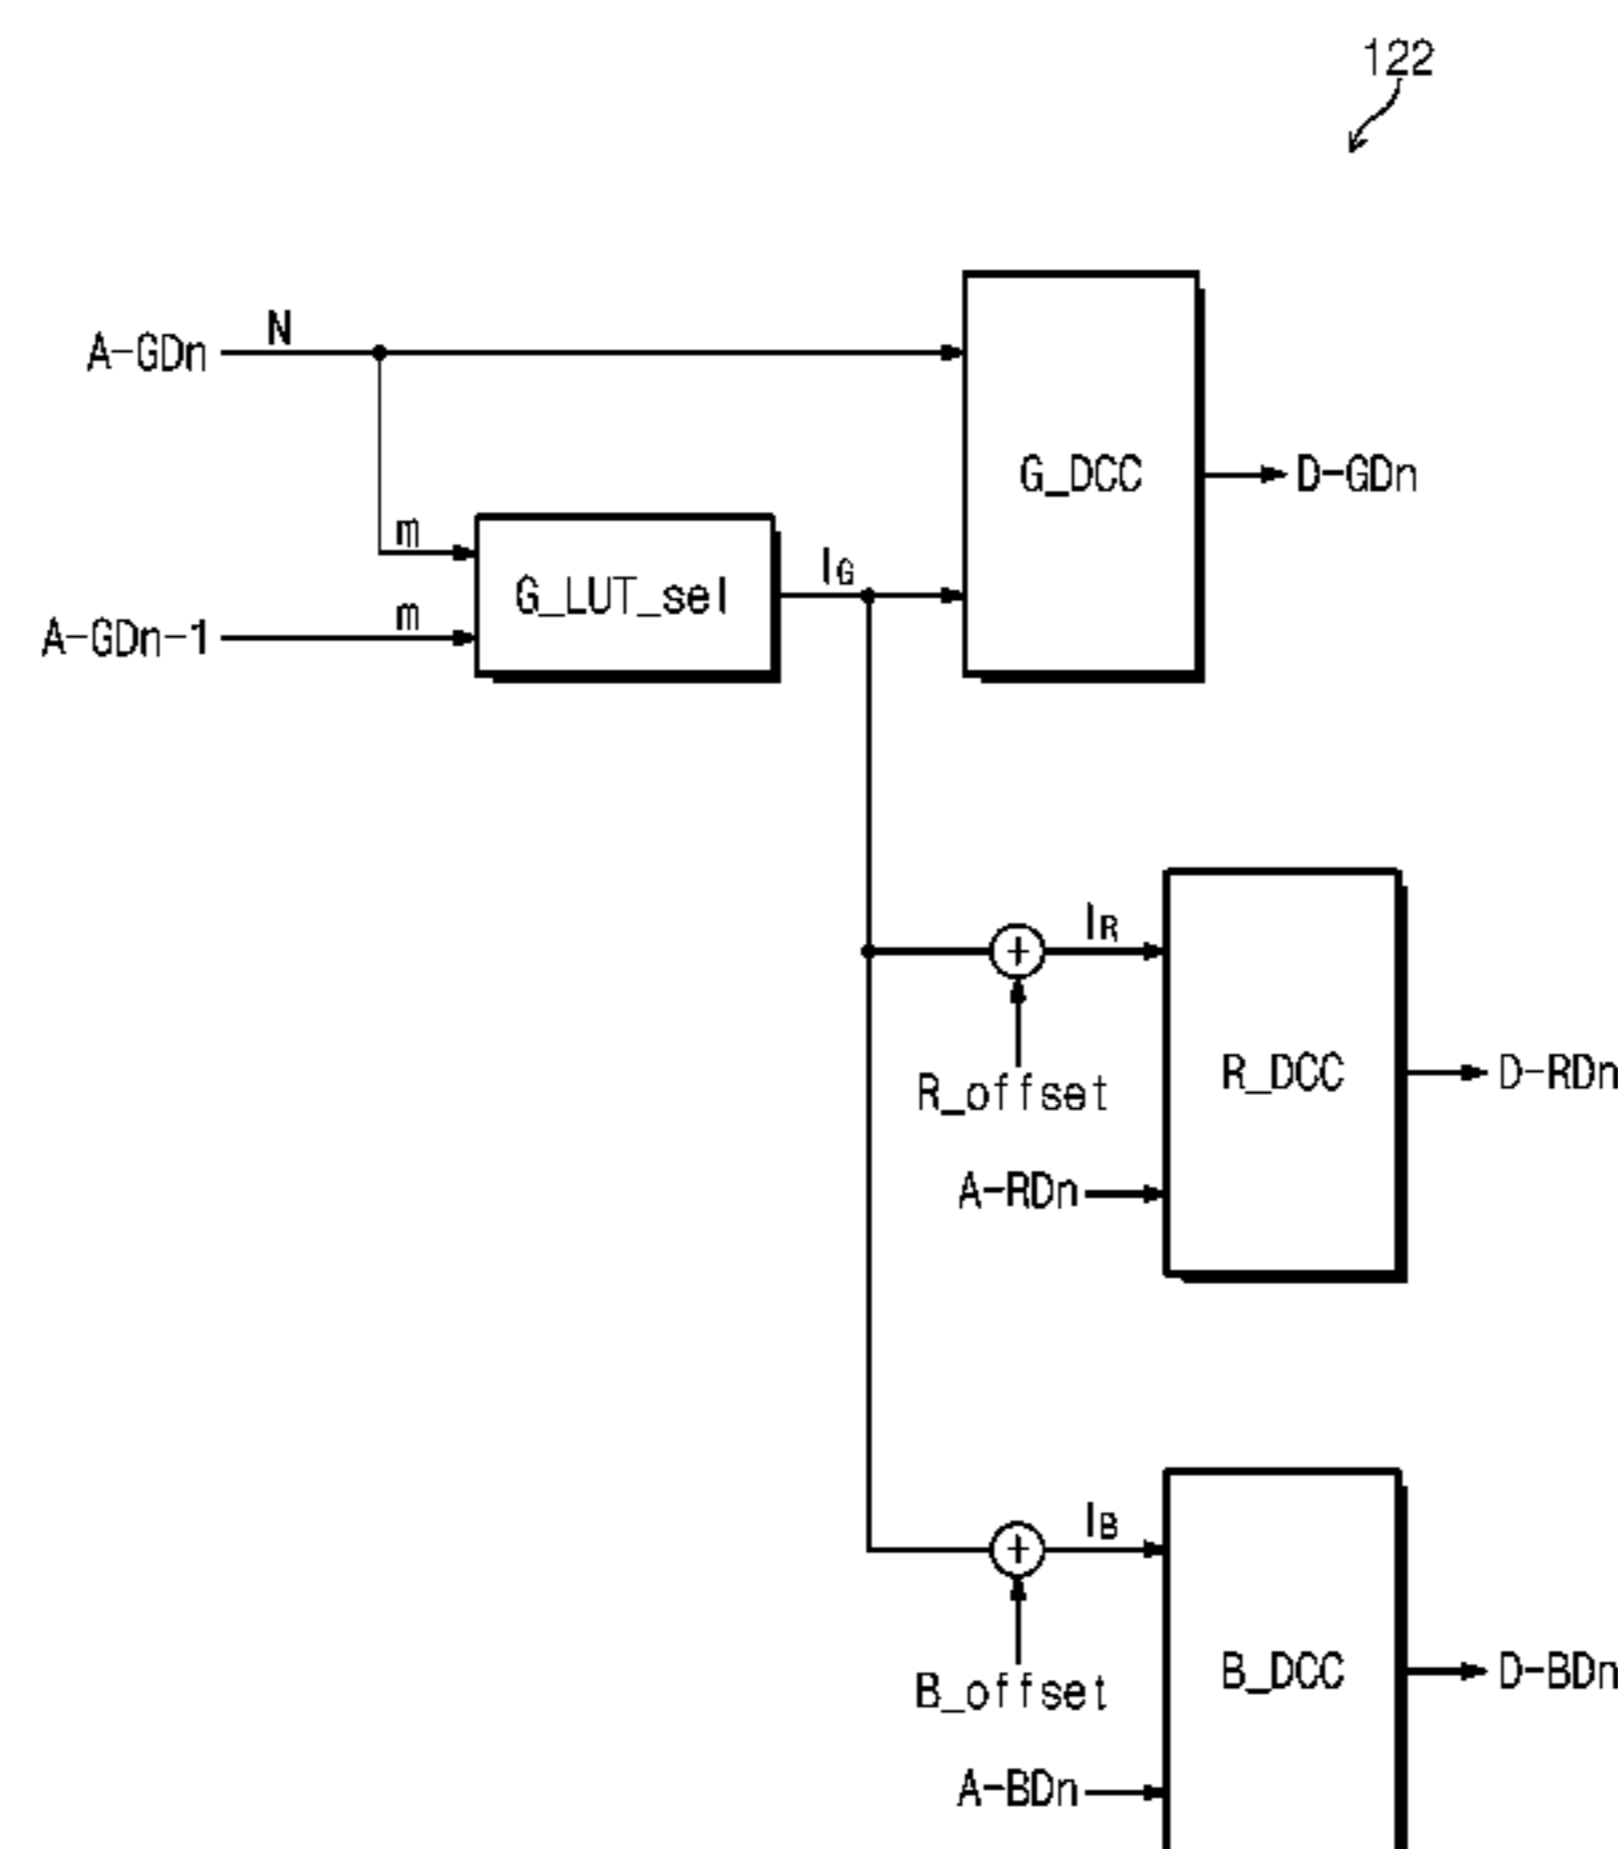 122
A-GDn
N
G_DCC
D-GDn
m
G_LUT_sel
IG
A-GDn-1
m
IR
R_offset
R_DCC
D-RDn
A-RDn
IB
B_offset
B_DCC
D-BDn
A-BDn